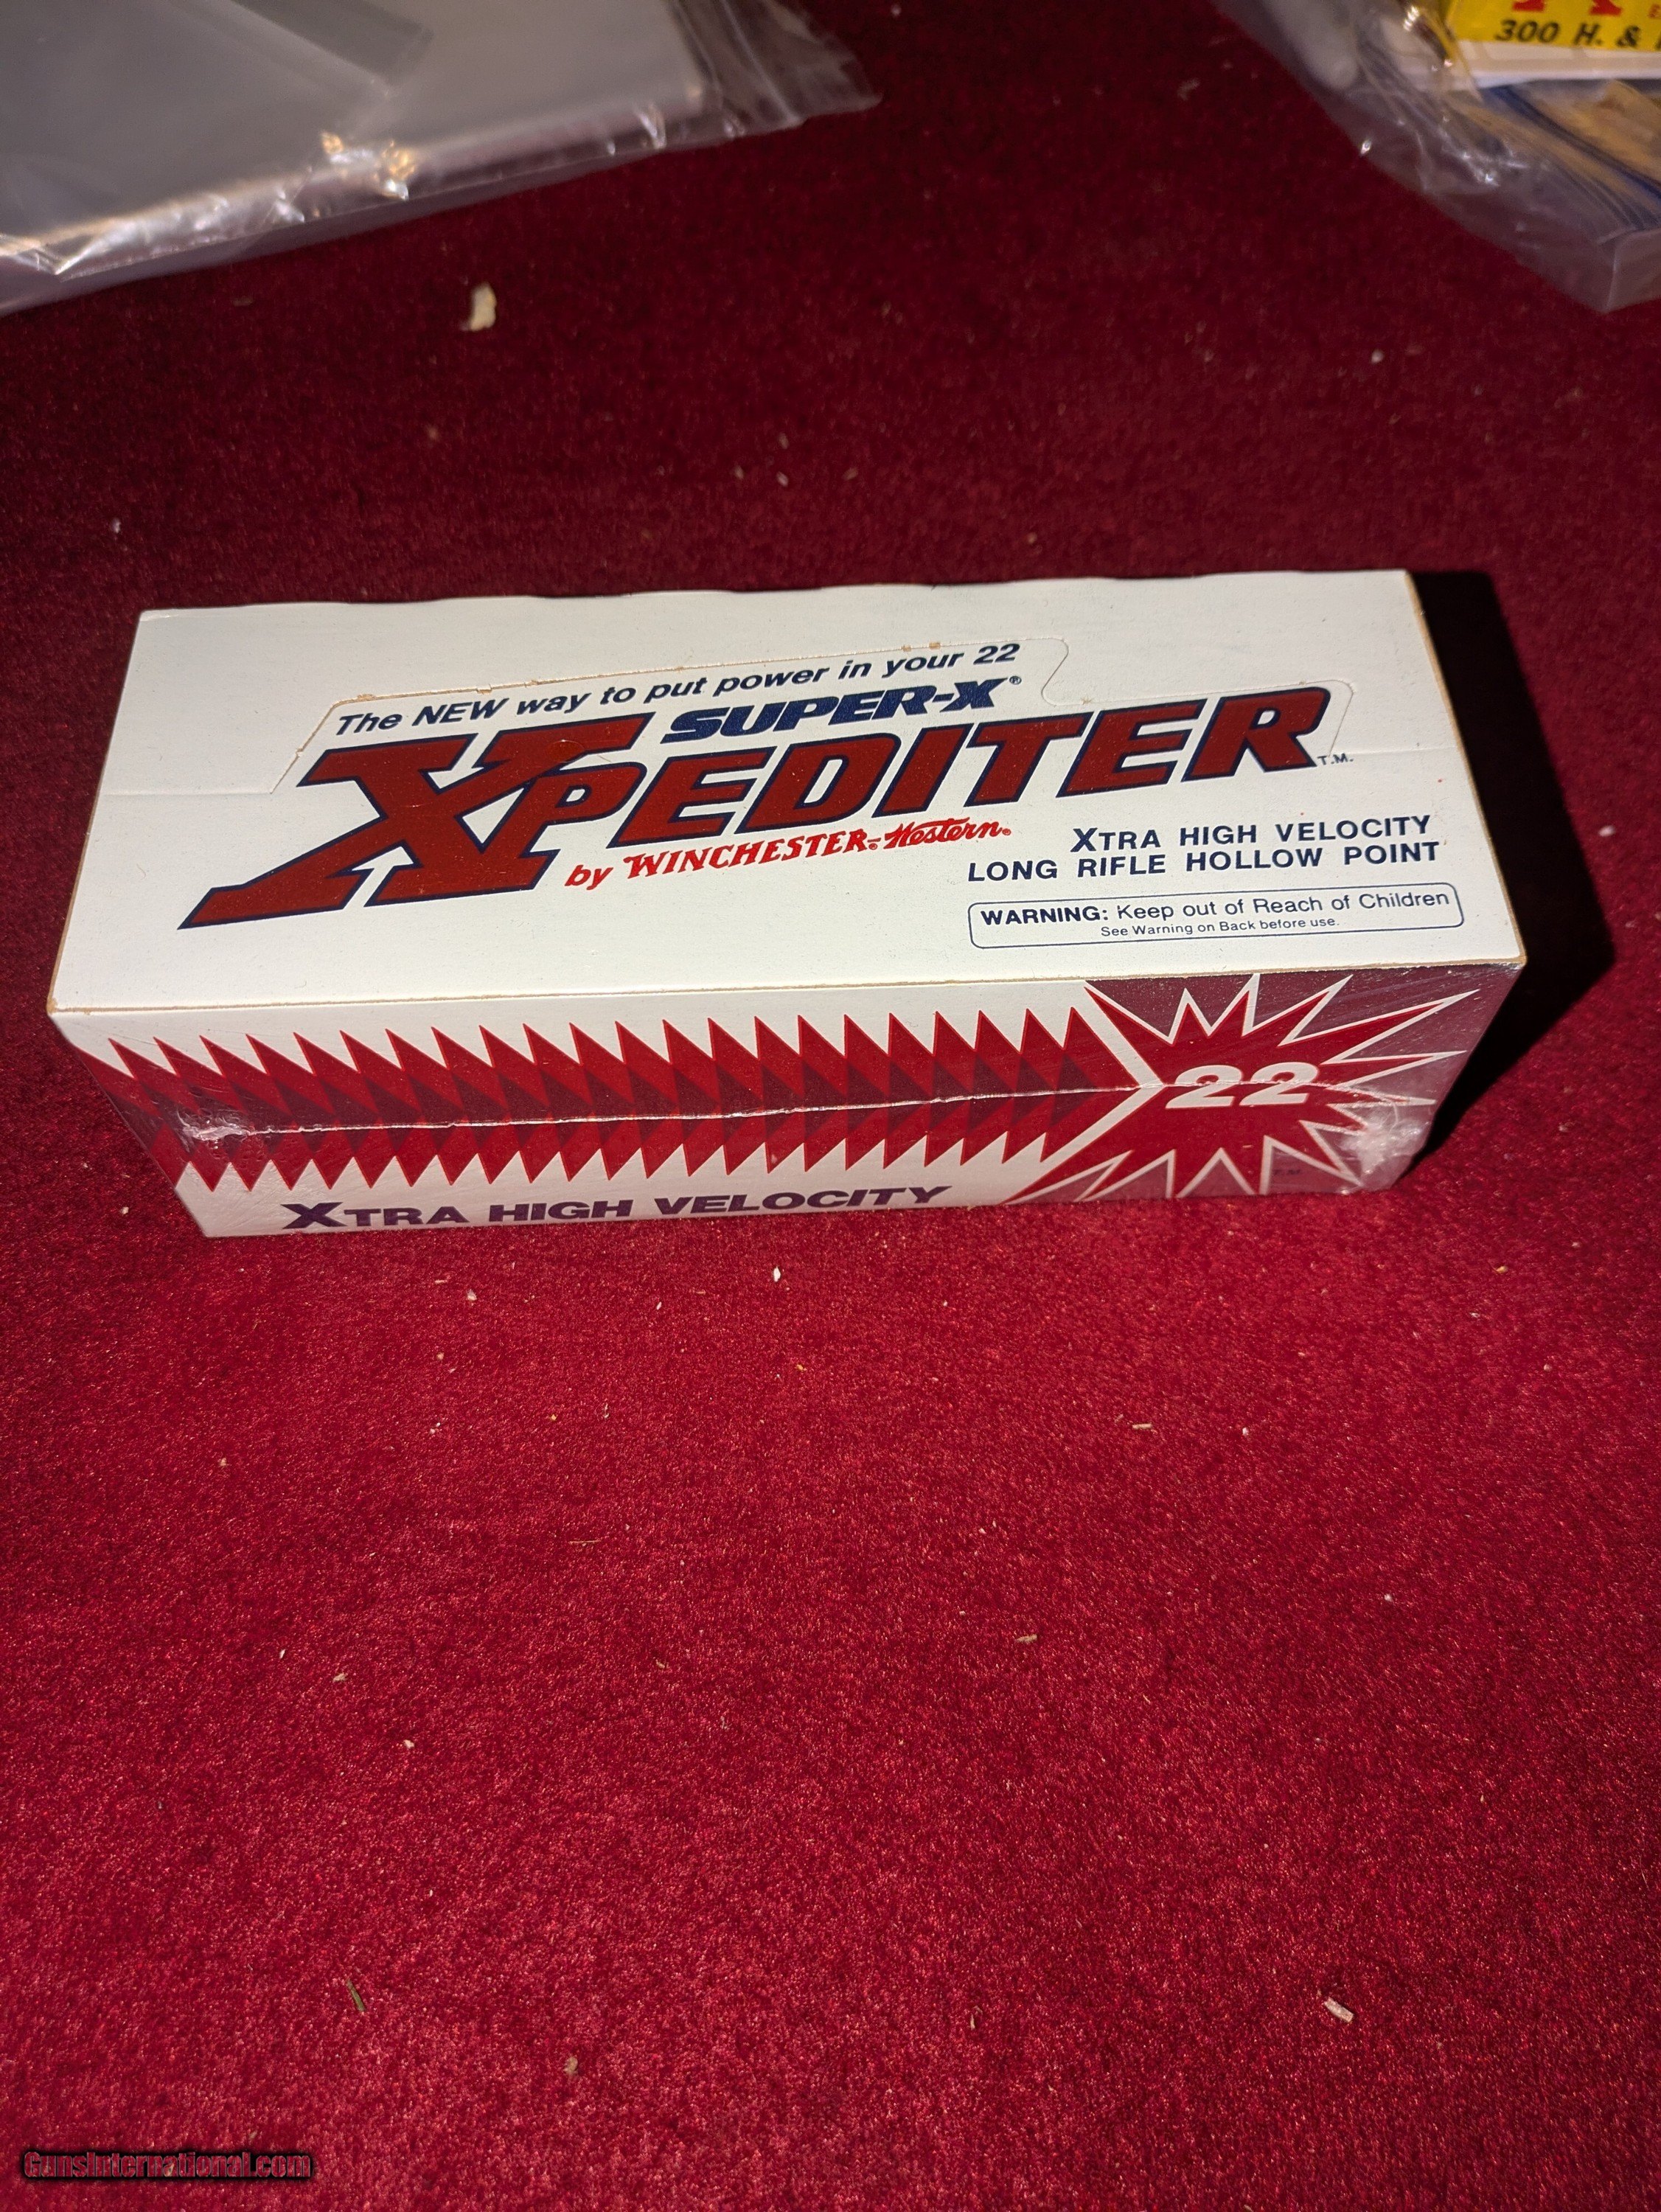 300 H. &
The NEW way to put power in your 22
SUPER-X®
XPEDITER T.M.
by WINCHESTER®-Western®
XTRA HIGH VELOCITY
LONG RIFLE HOLLOW POINT
WARNING: Keep out of Reach of Children
See Warning on Back before use.
22
T.M.
XTRA HIGH VELOCITY
GunsInternational.com